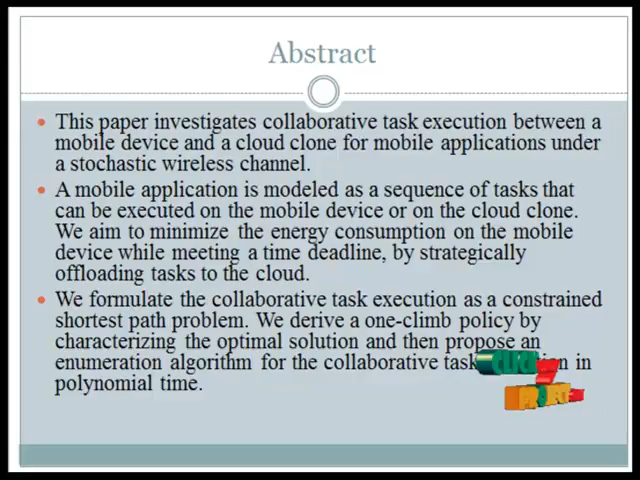 Abstract
This paper investigates collaborative task execution between a
mobile device and a cloud clone for mobile applications under
a stochastic wireless channel.
A mobile application is modeled as a sequence of tasks that
can be executed on the mobile device or on the cloud clone.
We aim to minimize the energy consumption on the mobile
device while meeting a time deadline, by strategically
offloading tasks to the cloud.
We formulate the collaborative task execution as a constrained
shortest path problem. We derive a one-climb policy by
characterizing the optimal solution and then propose an
enumeration algorithm for the collaborative task in
polynomial time.
CLICK